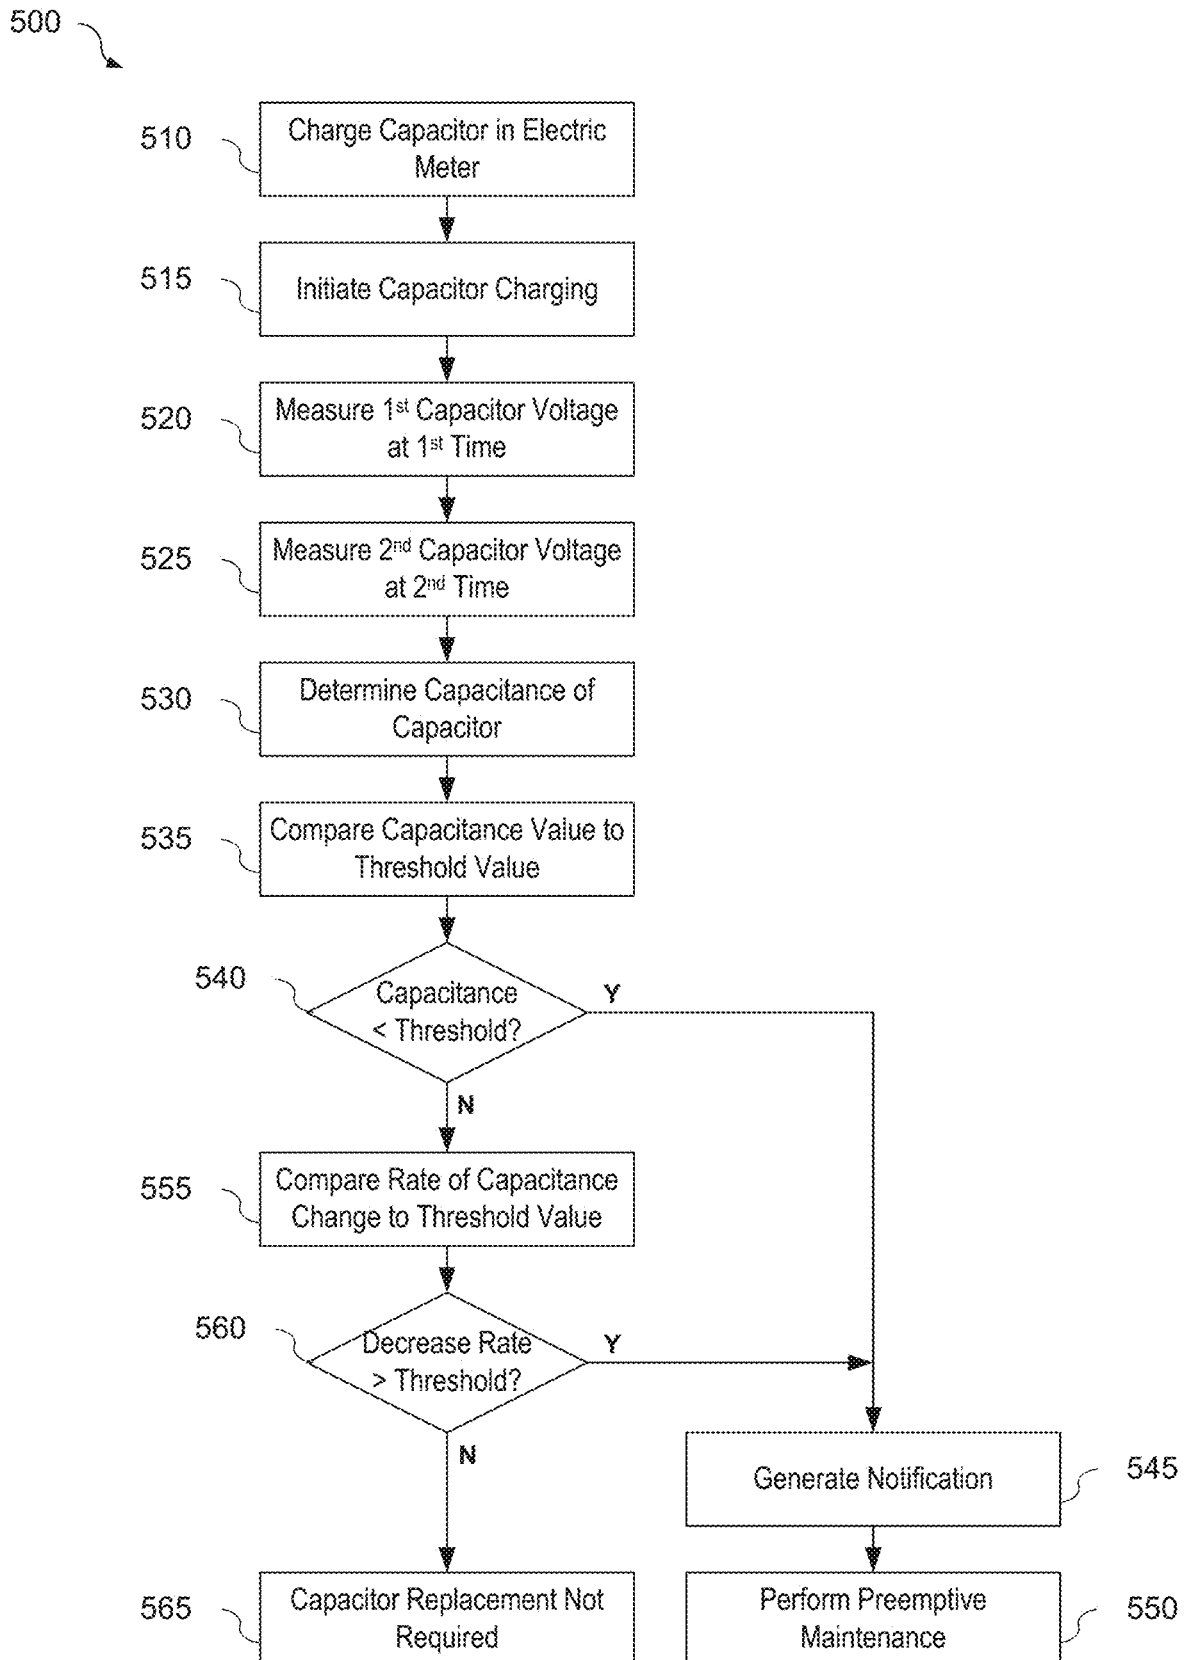 500
510
Charge Capacitor in Electric
Meter
515
Initiate Capacitor Charging
520
Measure 1st Capacitor Voltage
at 1st Time
525
Measure 2nd Capacitor Voltage
at 2nd Time
530
Determine Capacitance of
Capacitor
535
Compare Capacitance Value to
Threshold Value
540
Capacitance
< Threshold?
Y
N
555
Compare Rate of Capacitance
Change to Threshold Value
560
Decrease Rate
> Threshold?
Y
N
Generate Notification
545
565
Capacitor Replacement Not
Required
Perform Preemptive
Maintenance
550